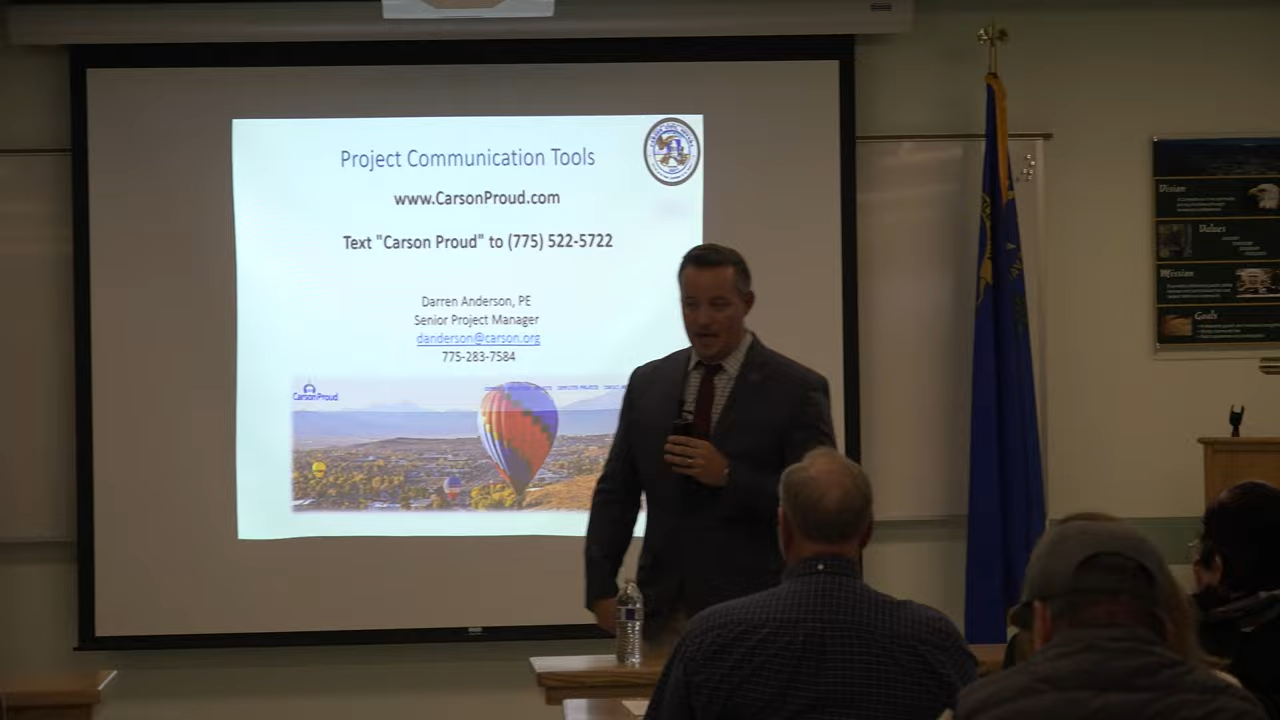 Project Communication Tools
www.CarsonProud.com
Text "Carson Proud" to (775) 522-5722
Darren Anderson, PE
Senior Project Manager
danderson@carson.org
775-283-7584
CarsonProud
Vision
Values
Mission
Goals